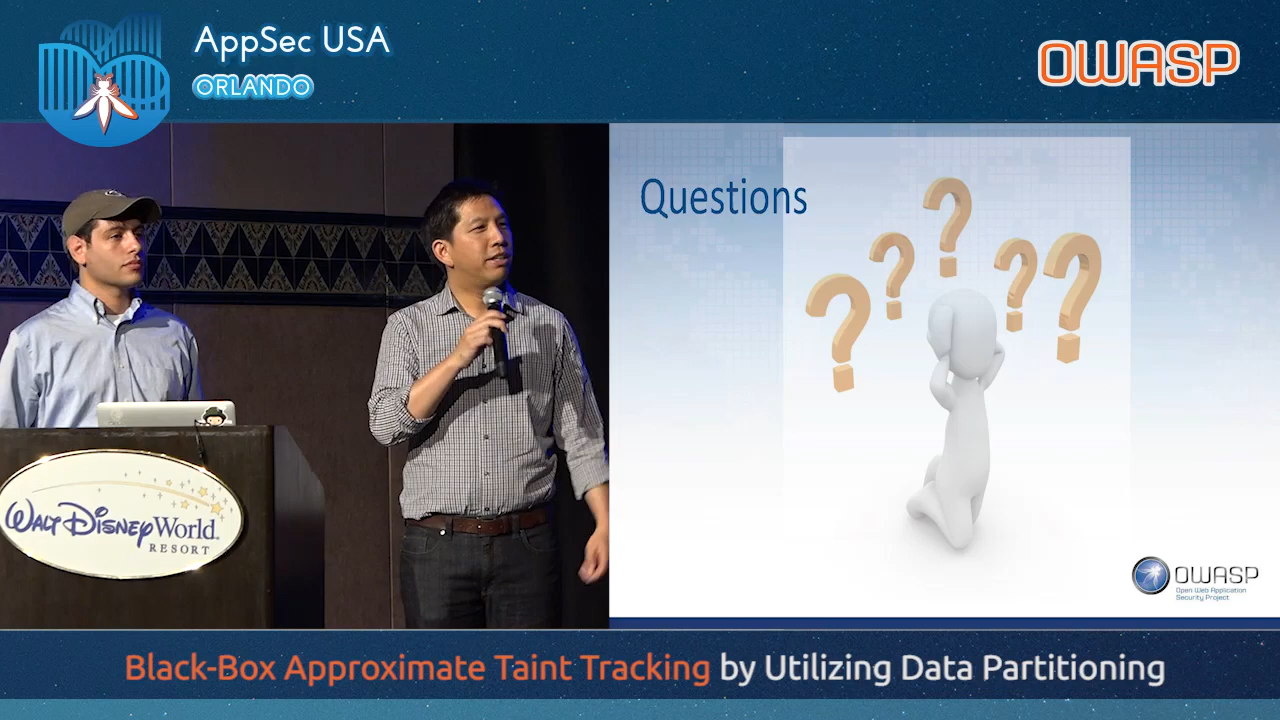 AppSec USA
ORLANDO
OWASP
Questions
? ? ? ? ?
WALT DISNEY World.
RESORT
OWASP
Open Web Application
Security Project
Black-Box Approximate Taint Tracking by Utilizing Data Partitioning